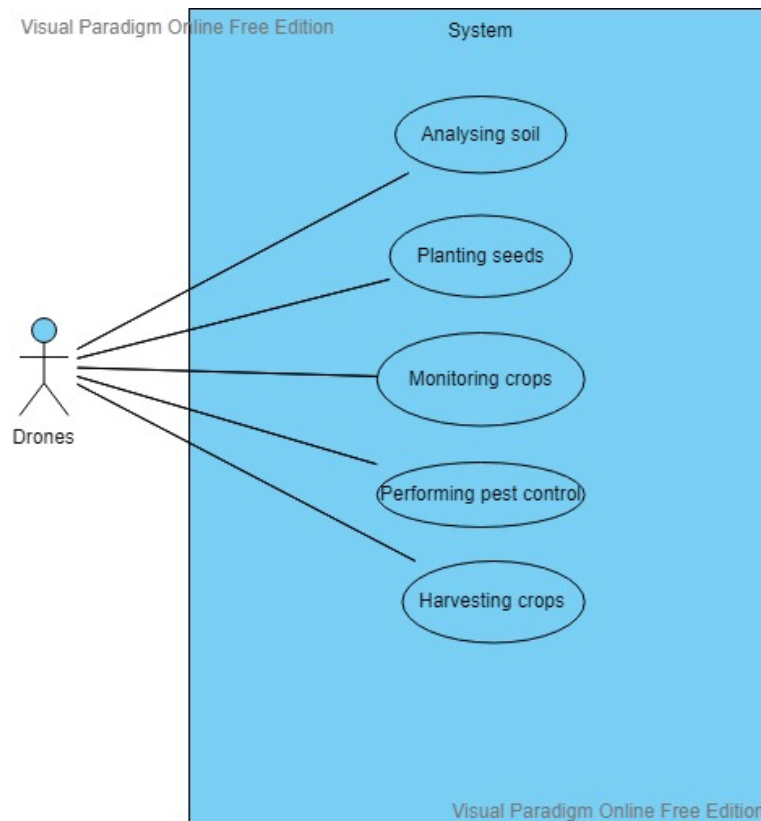 Visual Paradigm Online Free Edition
System
Analysing soil
Planting seeds
Monitoring crops
Drones
Performing pest control
Harvesting crops
Visual Paradigm Online Free Edition